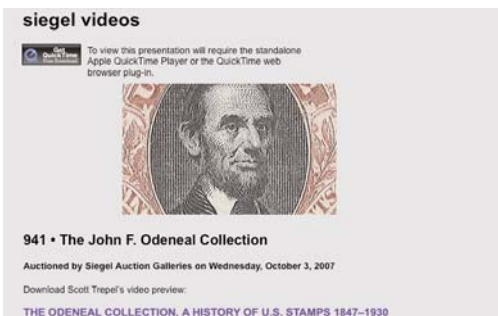 siegel videos
Get
QuickTime
Free Download
To view this presentation will require the standalone
Apple QuickTime Player or the QuickTime web
browser plug-in.
941 • The John F. Odeneal Collection
Auctioned by Siegel Auction Galleries on Wednesday, October 3, 2007
Download Scott Trepel's video preview:
THE ODENEAL COLLECTION, A HISTORY OF U.S. STAMPS 1847–1930